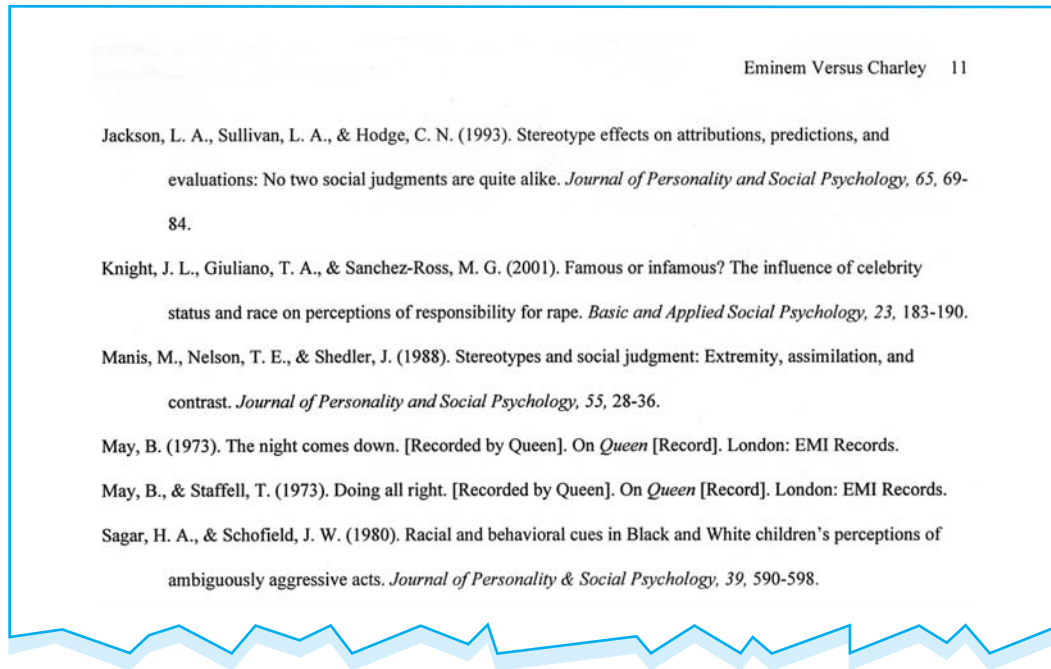 Eminem Versus Charley 11
Jackson, L. A., Sullivan, L. A., & Hodge, C. N. (1993). Stereotype effects on attributions, predictions, and
evaluations: No two social judgments are quite alike. Journal of Personality and Social Psychology, 65, 69-
84.
Knight, J. L., Giuliano, T. A., & Sanchez-Ross, M. G. (2001). Famous or infamous? The influence of celebrity
status and race on perceptions of responsibility for rape. Basic and Applied Social Psychology, 23, 183-190.
Manis, M., Nelson, T. E., & Shedler, J. (1988). Stereotypes and social judgment: Extremity, assimilation, and
contrast. Journal of Personality and Social Psychology, 55, 28-36.
May, B. (1973). The night comes down. [Recorded by Queen]. On Queen [Record]. London: EMI Records.
May, B., & Staffell, T. (1973). Doing all right. [Recorded by Queen]. On Queen [Record]. London: EMI Records.
Sagar, H. A., & Schofield, J. W. (1980). Racial and behavioral cues in Black and White children’s perceptions of
ambiguously aggressive acts. Journal of Personality & Social Psychology, 39, 590-598.